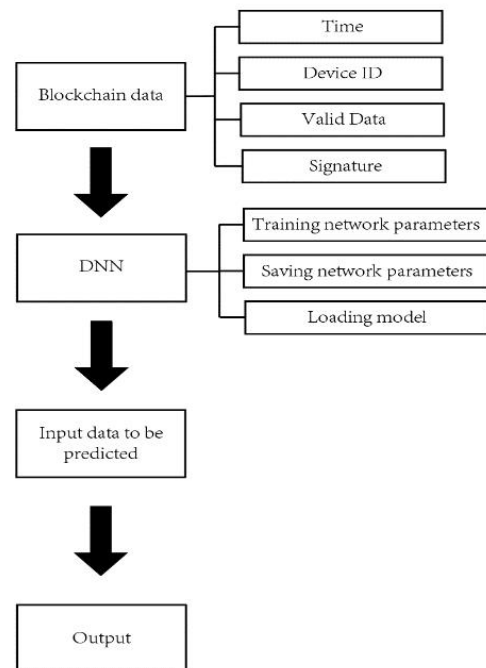 Time
Blockchain data
Device ID
Valid Data
Signature
Training network parameters
DNN
Saving network parameters
Loading model
Input data to be
predicted
Output